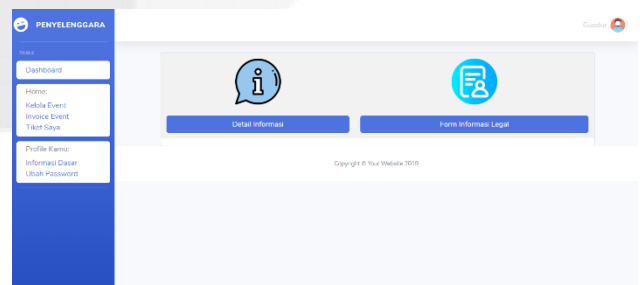 PENYELENGGARA
Dashboard
Home:
Kelola Event
Invoice Event
Tiket Saya
Profile Kamu:
Informasi Dasar
Ubah Password
Detail Informasi
Form Informasi Legal
Copyright © Your Website 2019